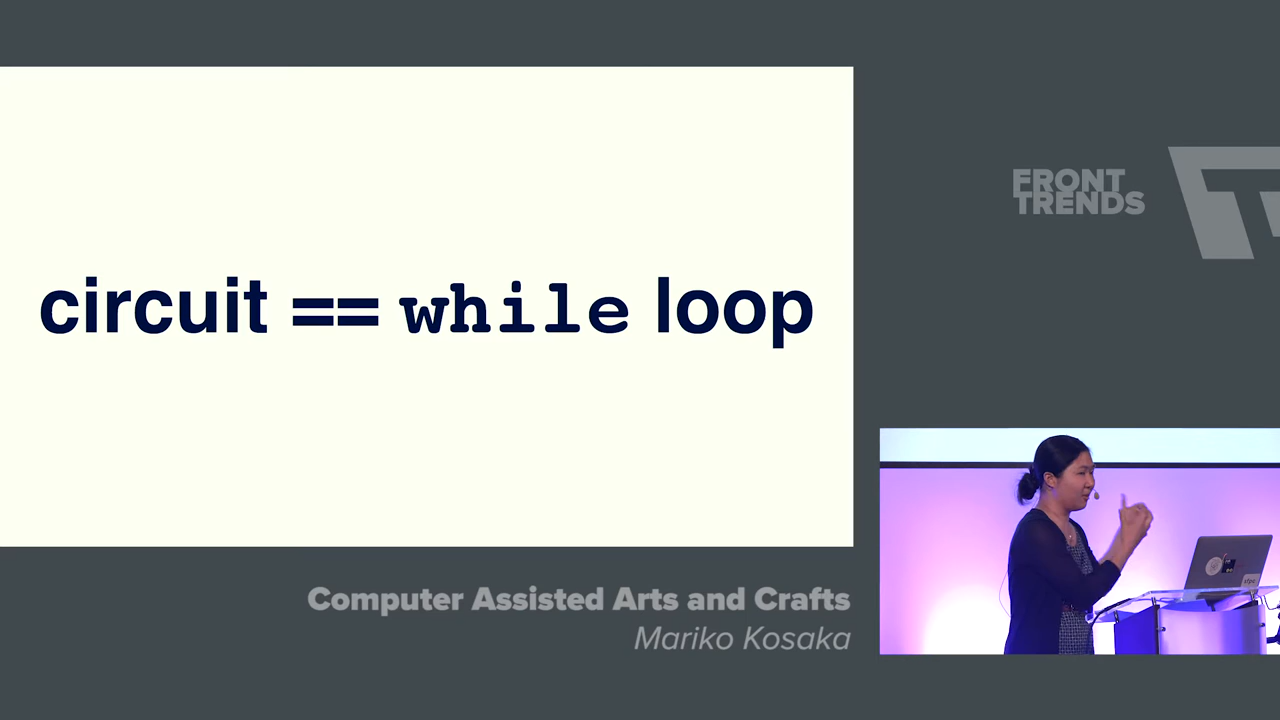 circuit == while loop
FRONT
TRENDS
Computer Assisted Arts and Crafts
Mariko Kosaka